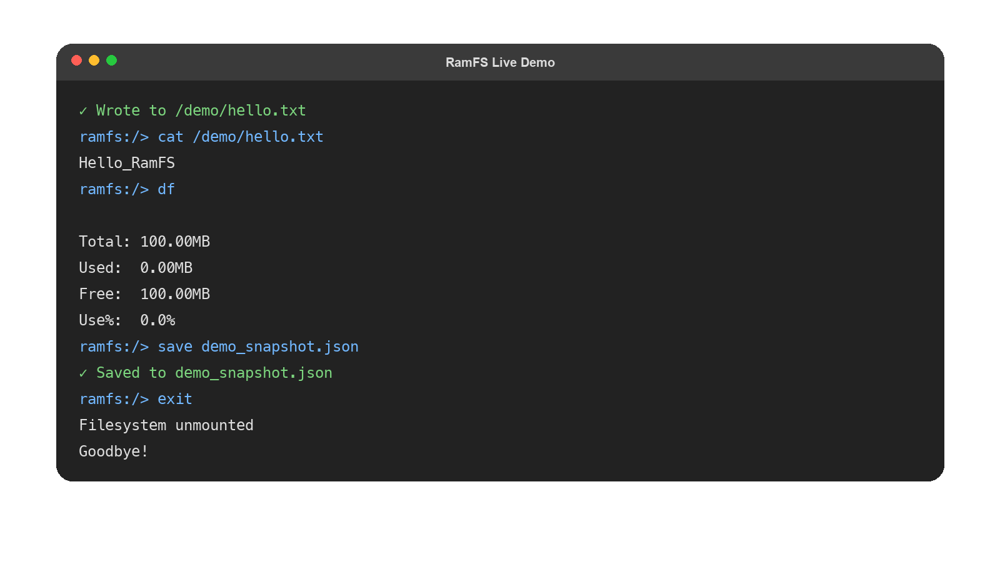 RamFS Live Demo
✓ Wrote to /demo/hello.txt
ramfs:/> cat /demo/hello.txt
Hello_RamFS
ramfs:/> df
Total: 100.00MB
Used:  0.00MB
Free:  100.00MB
Use%:  0.0%
ramfs:/> save demo_snapshot.json
✓ Saved to demo_snapshot.json
ramfs:/> exit
Filesystem unmounted
Goodbye!